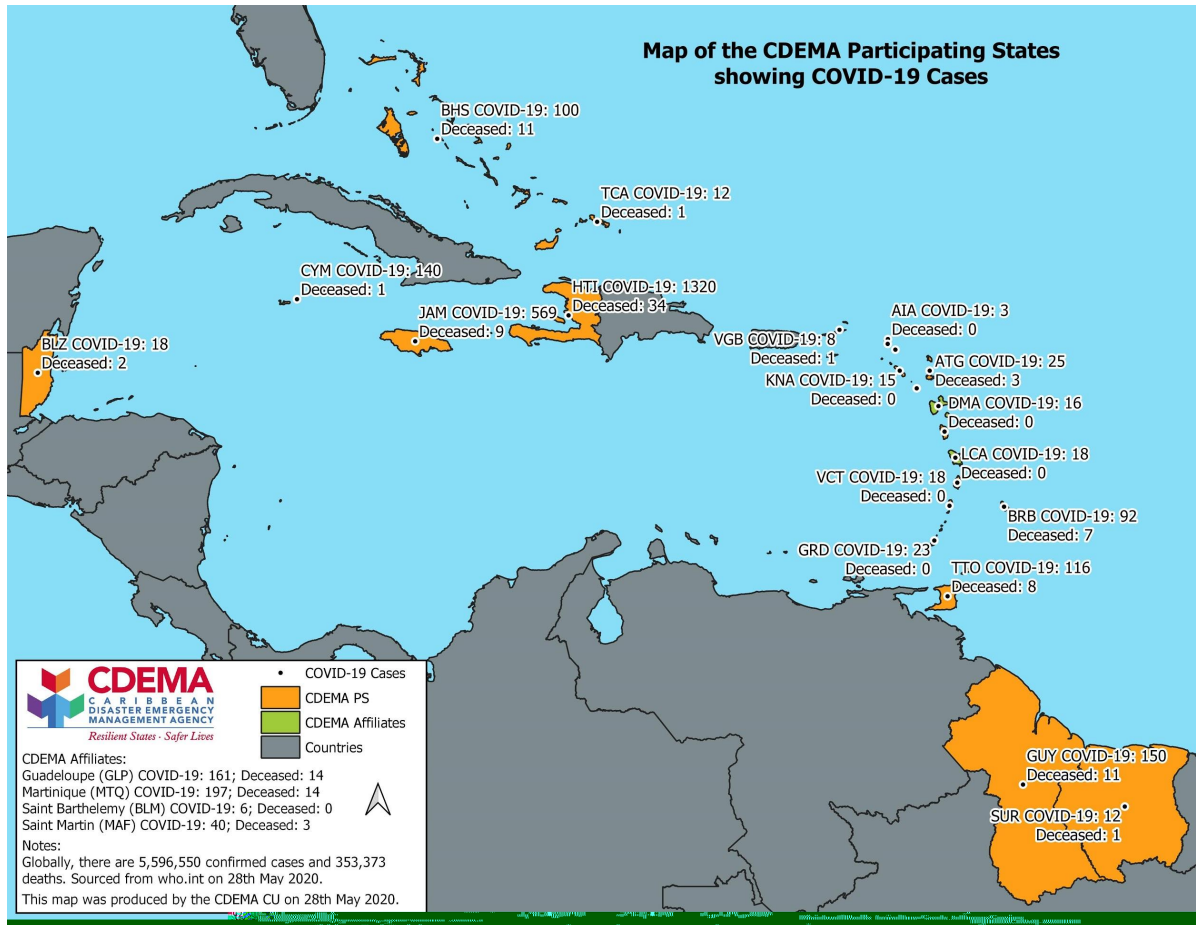 Map of the CDEMA Participating States
showing COVID-19 Cases
BHS COVID-19: 100
Deceased: 11
TCA COVID-19: 12
Deceased: 1
CYM COVID-19: 140
Deceased: 1
HTI COVID-19: 1320
Deceased: 34
JAM COVID-19: 569
Deceased: 9
BLZ COVID-19: 18
Deceased: 2
AIA COVID-19: 3
Deceased: 0
VGB COVID-19: 8
Deceased: 1
ATG COVID-19: 25
Deceased: 3
KNA COVID-19: 15
Deceased: 0
DMA COVID-19: 16
Deceased: 0
LCA COVID-19: 18
Deceased: 0
VCT COVID-19: 18
Deceased: 0
BRB COVID-19: 92
Deceased: 7
GRD COVID-19: 23
Deceased: 0
TTO COVID-19: 116
Deceased: 8
GUY COVID-19: 150
Deceased: 11
SUR COVID-19: 12
Deceased: 1
CDEMA
CARIBBEAN
DISASTER EMERGENCY
MANAGEMENT AGENCY
Resilient States · Safer Lives
COVID-19 Cases
CDEMA PS
CDEMA Affiliates
Countries
CDEMA Affiliates:
Guadeloupe (GLP) COVID-19: 161; Deceased: 14
Martinique (MTQ) COVID-19: 197; Deceased: 14
Saint Barthelemy (BLM) COVID-19: 6; Deceased: 0
Saint Martin (MAF) COVID-19: 40; Deceased: 3
Notes:
Globally, there are 5,596,550 confirmed cases and 353,373
deaths. Sourced from who.int on 28th May 2020.
This map was produced by the CDEMA CU on 28th May 2020.